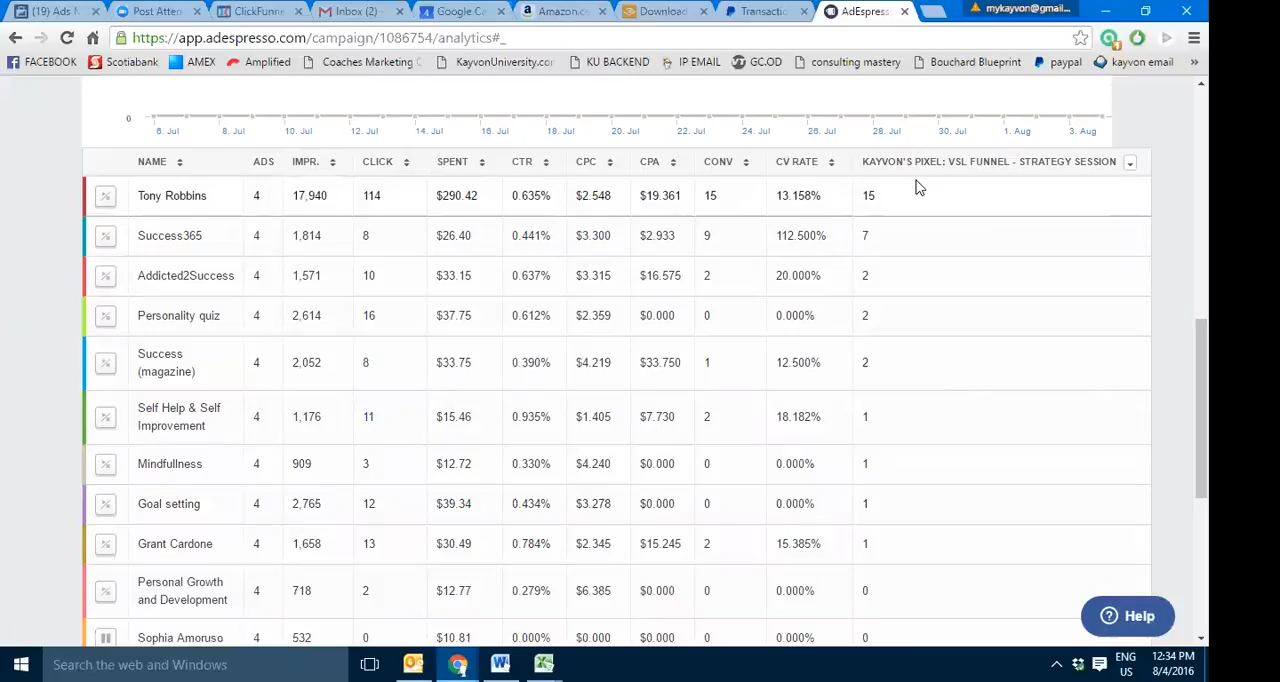 (19) Ads M
Post Atten
ClickFunne
Inbox (2) -
Google Ca
Amazon.c
Download
Transactio
AdEspress
mykayvon@gmail...
https://app.adespresso.com/campaign/1086754/analytics#_
FACEBOOK
Scotiabank
AMEX
Amplified
Coaches Marketing C
KayvonUniversity.cor
KU BACKEND
IP EMAIL
GC.OD
consulting mastery
Bouchard Blueprint
paypal
kayvon email
»
0
6. Jul 8. Jul 10. Jul 12. Jul 14. Jul 16. Jul 18. Jul 20. Jul 22. Jul 24. Jul 26. Jul 28. Jul 30. Jul 1. Aug 3. Aug
NAME ADS IMPR. CLICK SPENT CTR CPC CPA CONV CV RATE KAYVON'S PIXEL: VSL FUNNEL - STRATEGY SESSION
Tony Robbins 4 17,940 114 $290.42 0.635% $2.548 $19.361 15 13.158% 15
Success365 4 1,814 8 $26.40 0.441% $3.300 $2.933 9 112.500% 7
Addicted2Success 4 1,571 10 $33.15 0.637% $3.315 $16.575 2 20.000% 2
Personality quiz 4 2,614 16 $37.75 0.612% $2.359 $0.000 0 0.000% 2
Success
(magazine)
4 2,052 8 $33.75 0.390% $4.219 $33.750 1 12.500% 2
Self Help & Self
Improvement
4 1,176 11 $15.46 0.935% $1.405 $7.730 2 18.182% 1
Mindfullness 4 909 3 $12.72 0.330% $4.240 $0.000 0 0.000% 1
Goal setting 4 2,765 12 $39.34 0.434% $3.278 $0.000 0 0.000% 1
Grant Cardone 4 1,658 13 $30.49 0.784% $2.345 $15.245 2 15.385% 1
Personal Growth
and Development
4 718 2 $12.77 0.279% $6.385 $0.000 0 0.000% 0
Sophia Amoruso 4 532 0 $10.81 0.000% $0.000 $0.000 0 0.000% 0
Help
Search the web and Windows
ENG
US
12:34 PM
8/4/2016